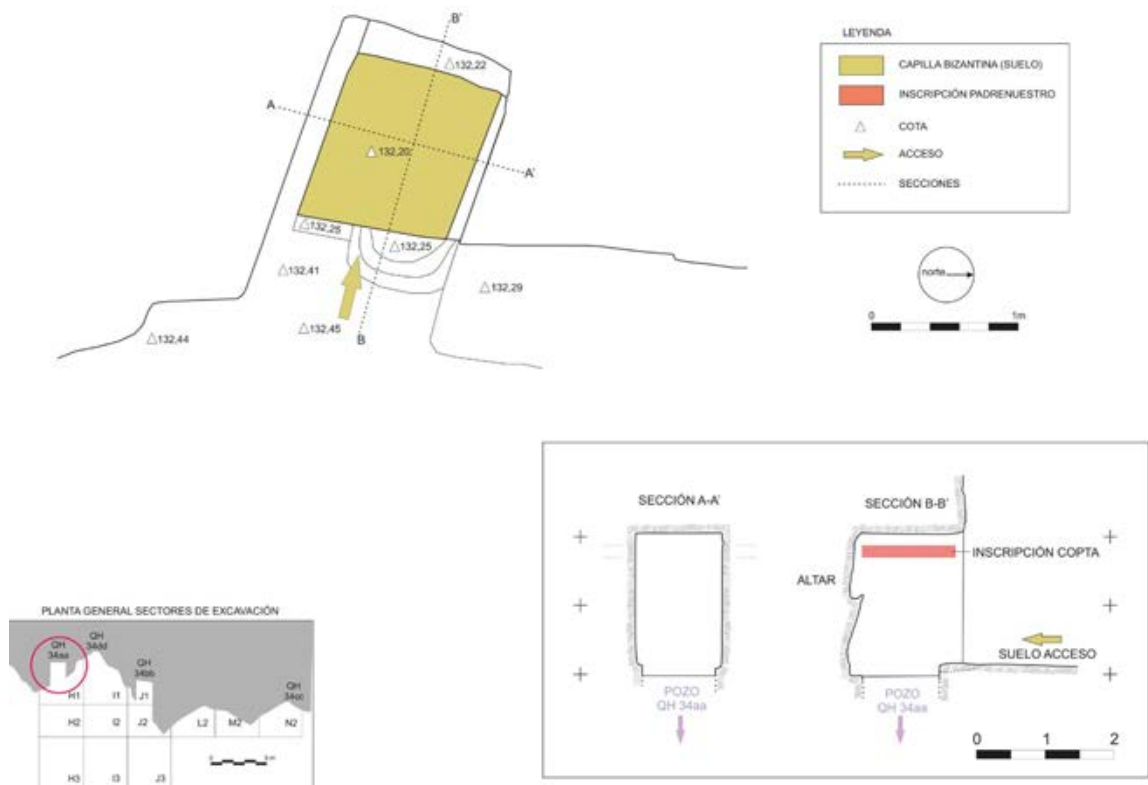 B'
△132,22
A
△132,20
A'
△132,25
△132,25
△132,41
△132,29
△132,45
△132,44
B
LEYENDA
CAPILLA BIZANTINA (SUELO)
INSCRIPCIÓN PADRENUESTRO
△ COTA
ACCESO
SECCIONES
norte
0 1m
PLANTA GENERAL SECTORES DE EXCAVACIÓN
QH 34aa
QH 34dd
QH 34bb
QH 34cc
H1 I1 J1
H2 I2 J2 L2 M2 N2
H3 I3 J3
SECCIÓN A-A'
SECCIÓN B-B'
INSCRIPCIÓN COPTA
ALTAR
SUELO ACCESO
POZO
QH 34aa
POZO
QH 34aa
0 1 2